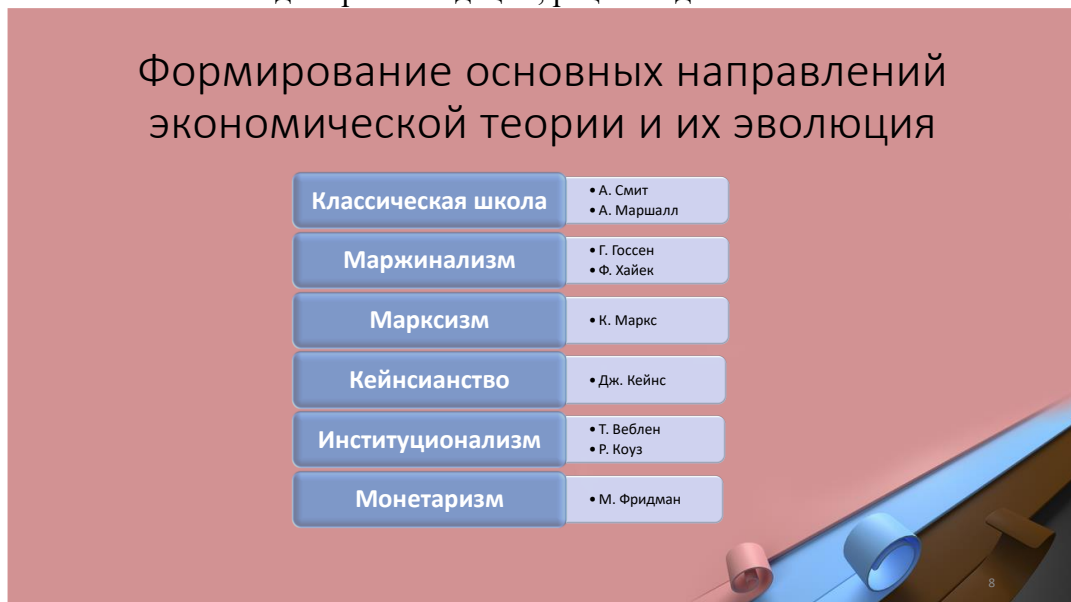 Формирование основных направлений
экономической теории и их эволюция
Классическая школа
• А. Смит
• А. Маршалл
Маржинализм
• Г. Госсен
• Ф. Хайек
Марксизм
• К. Маркс
Кейнсианство
• Дж. Кейнс
Институционализм
• Т. Веблен
• Р. Коуз
Монетаризм
• М. Фридман
8